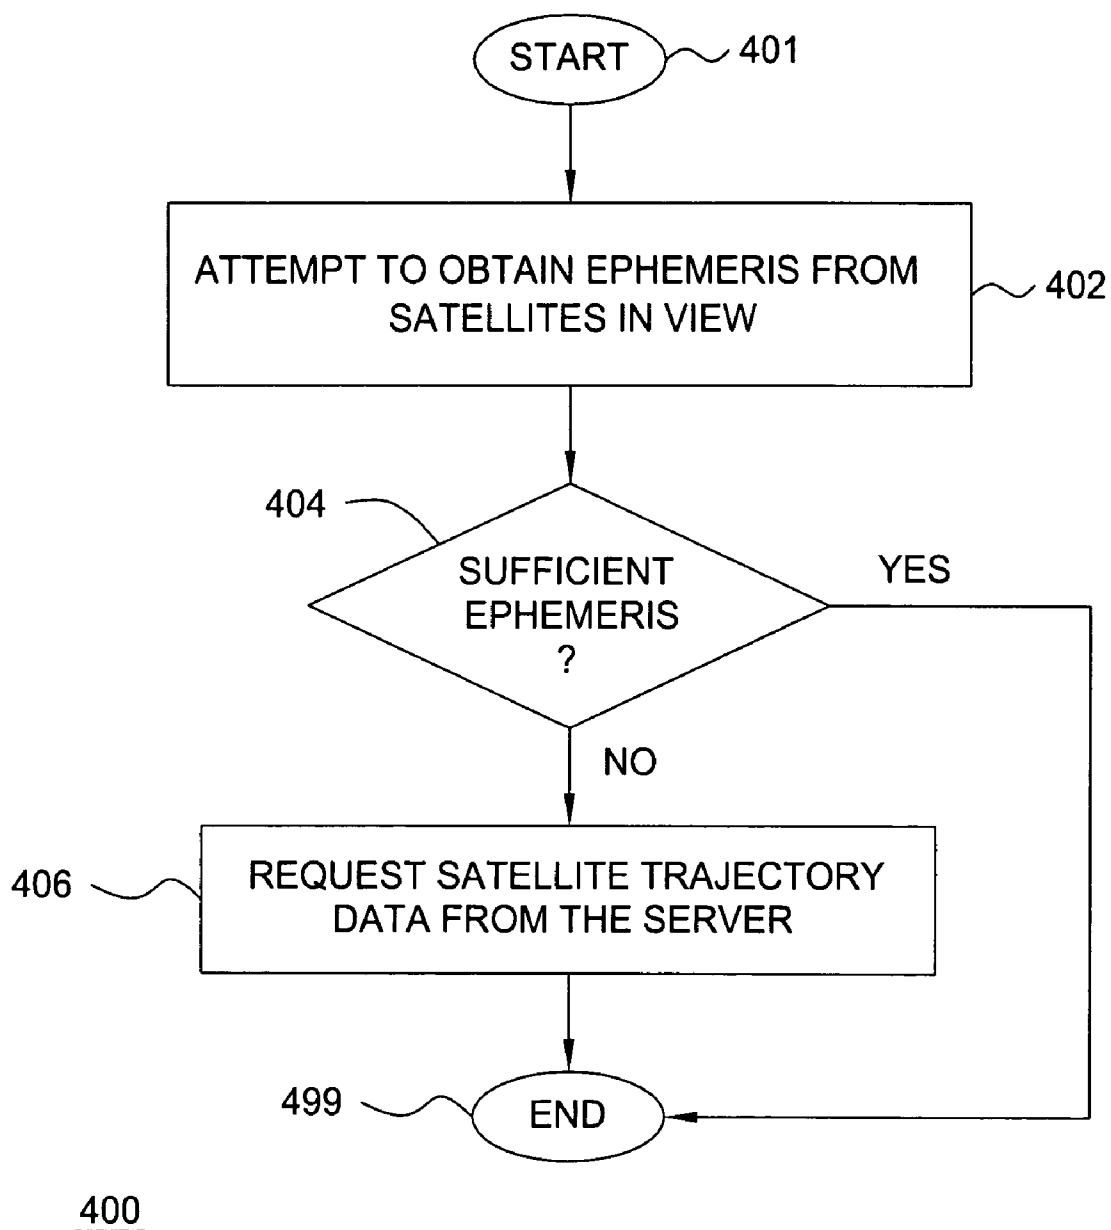 START
401
ATTEMPT TO OBTAIN EPHEMERIS FROM
SATELLITES IN VIEW
402
404
SUFFICIENT
EPHEMERIS
?
YES
NO
REQUEST SATELLITE TRAJECTORY
DATA FROM THE SERVER
406
499
END
400